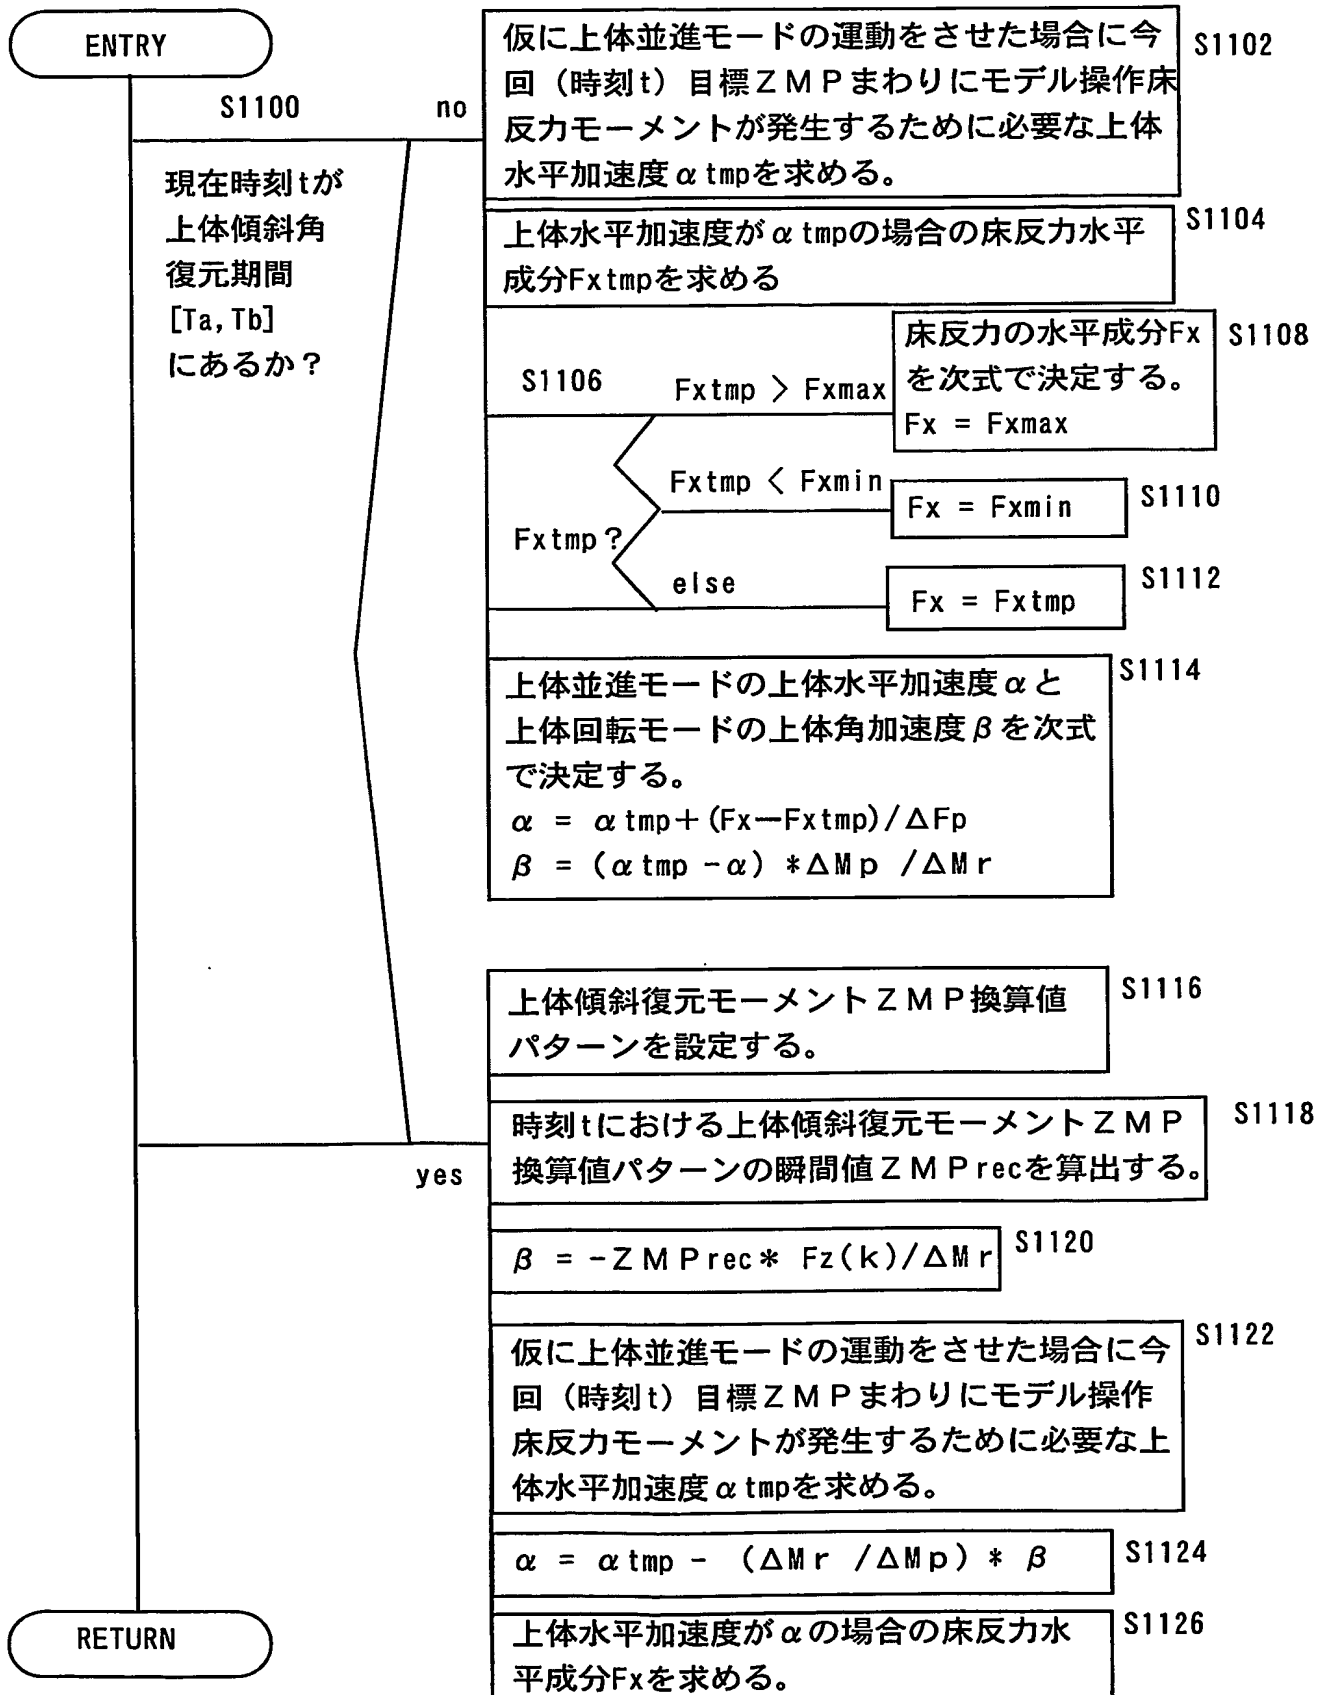 ENTRY
S1100
no
現在時刻tが
上体傾斜角
復元期間
[Ta,Tb]
にあるか？
仮に上体並進モードの運動をさせた場合に今
回（時刻t）目標ＺＭＰまわりにモデル操作床
反力モーメントが発生するために必要な上体
水平加速度αtmpを求める。
S1102
上体水平加速度がαtmpの場合の床反力水平
成分Fxtmpを求める
S1104
S1106
Fxtmp？
Fxtmp > Fxmax
床反力の水平成分Fx
を次式で決定する。
Fx = Fxmax
S1108
Fxtmp < Fxmin
Fx = Fxmin
S1110
else
Fx = Fxtmp
S1112
上体並進モードの上体水平加速度αと
上体回転モードの上体角加速度βを次式
で決定する。
α = αtmp＋(Fx－Fxtmp)/ΔFp
β = (αtmp -α) *ΔMp /ΔMr
S1114
yes
上体傾斜復元モーメントＺＭＰ換算値
パターンを設定する。
S1116
時刻tにおける上体傾斜復元モーメントＺＭＰ
換算値パターンの瞬間値ＺＭＰrecを算出する。
S1118
β = -ＺＭＰrec* Fz(k)/ΔMr
S1120
仮に上体並進モードの運動をさせた場合に今
回（時刻t）目標ＺＭＰまわりにモデル操作
床反力モーメントが発生するために必要な上
体水平加速度αtmpを求める。
S1122
α = αtmp - (ΔMr /ΔMp) * β
S1124
上体水平加速度がαの場合の床反力水
平成分Fxを求める。
S1126
RETURN